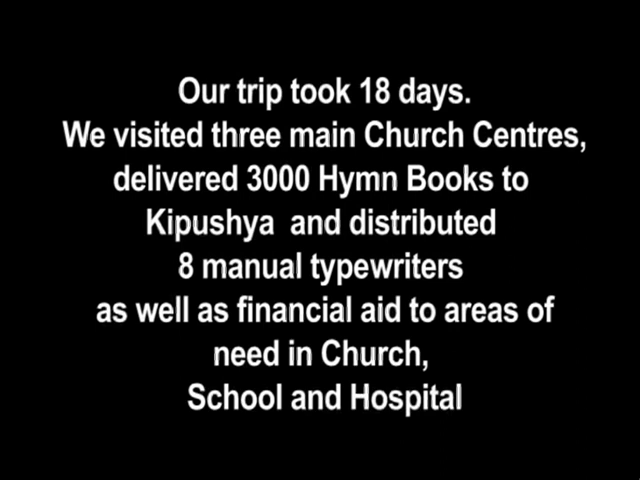 Our trip took 18 days.
We visited three main Church Centres,
delivered 3000 Hymn Books to
Kipushya and distributed
8 manual typewriters
as well as financial aid to areas of
need in Church,
School and Hospital